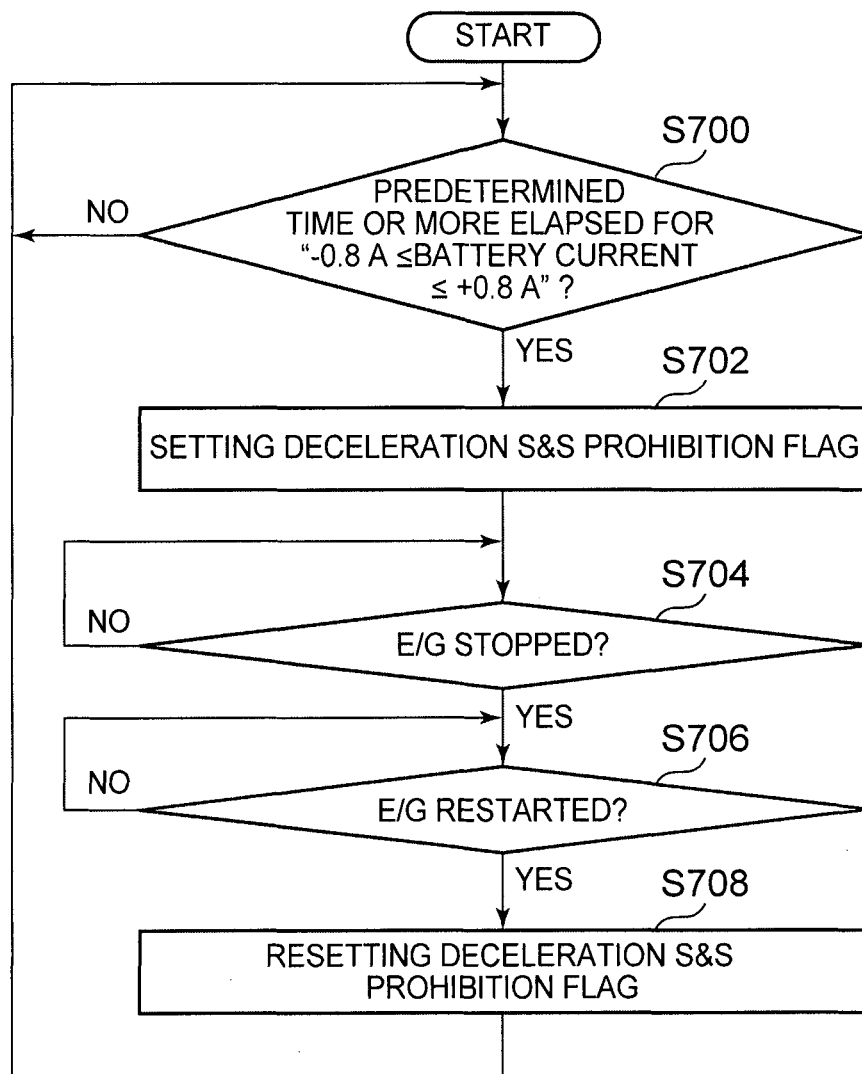 START
S700
PREDETERMINED
TIME OR MORE ELAPSED FOR
“-0.8 A ≤BATTERY CURRENT
≤ +0.8 A” ?
NO
YES
S702
SETTING DECELERATION S&S PROHIBITION FLAG
S704
E/G STOPPED?
NO
YES
S706
E/G RESTARTED?
NO
YES
S708
RESETTING DECELERATION S&S
PROHIBITION FLAG